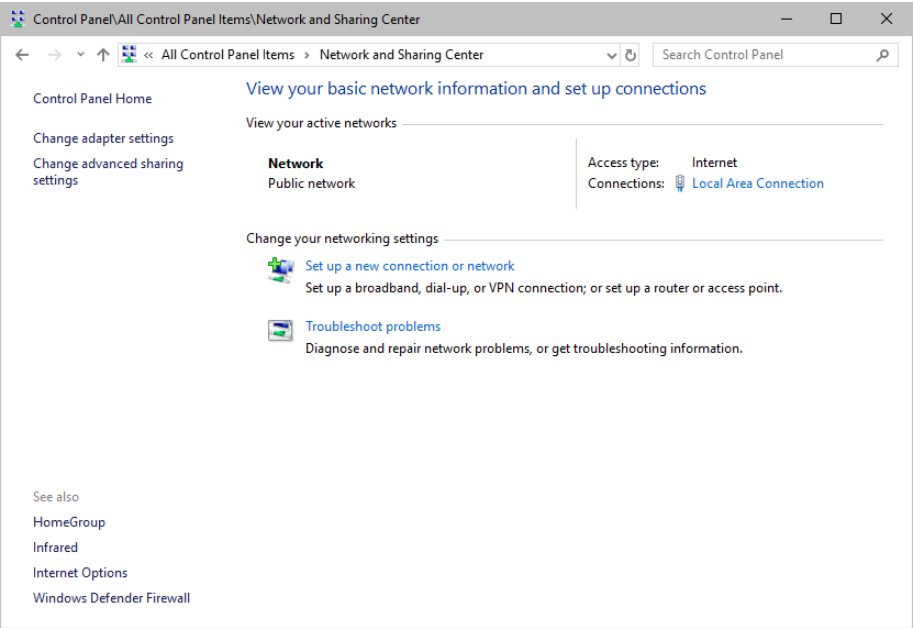 Control Panel\All Control Panel Items\Network and Sharing Center
« All Control Panel Items › Network and Sharing Center
Search Control Panel
Control Panel Home
Change adapter settings
Change advanced sharing
settings
View your basic network information and set up connections
View your active networks
Network
Public network
Access type: Internet
Connections: Local Area Connection
Change your networking settings
Set up a new connection or network
Set up a broadband, dial-up, or VPN connection; or set up a router or access point.
Troubleshoot problems
Diagnose and repair network problems, or get troubleshooting information.
See also
HomeGroup
Infrared
Internet Options
Windows Defender Firewall